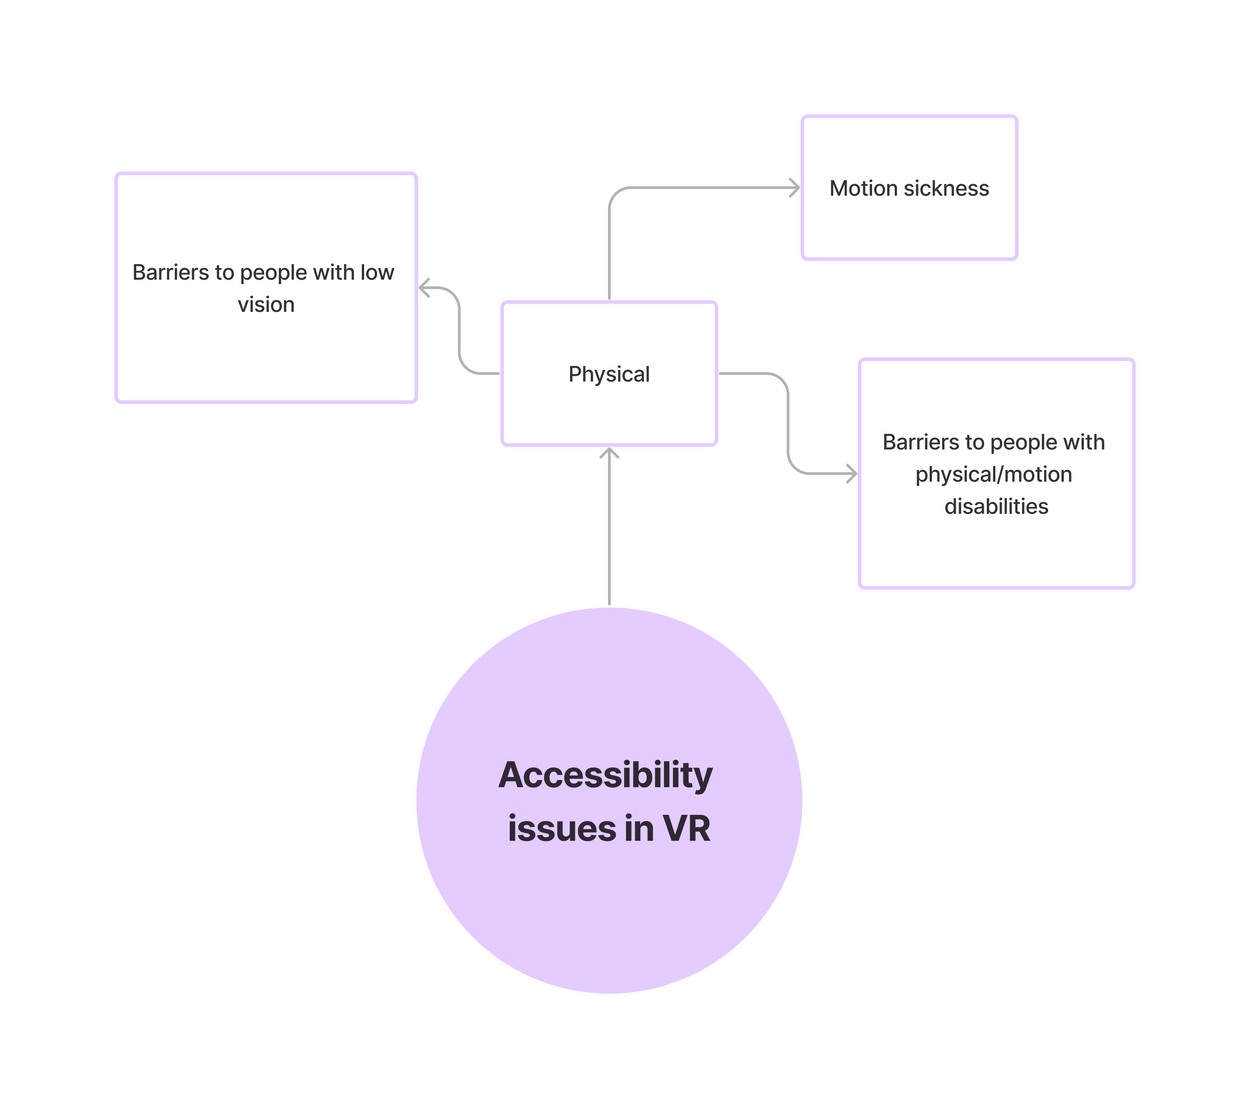 Motion sickness
Barriers to people with low
vision
Physical
Barriers to people with
physical/motion
disabilities
Accessibility
issues in VR